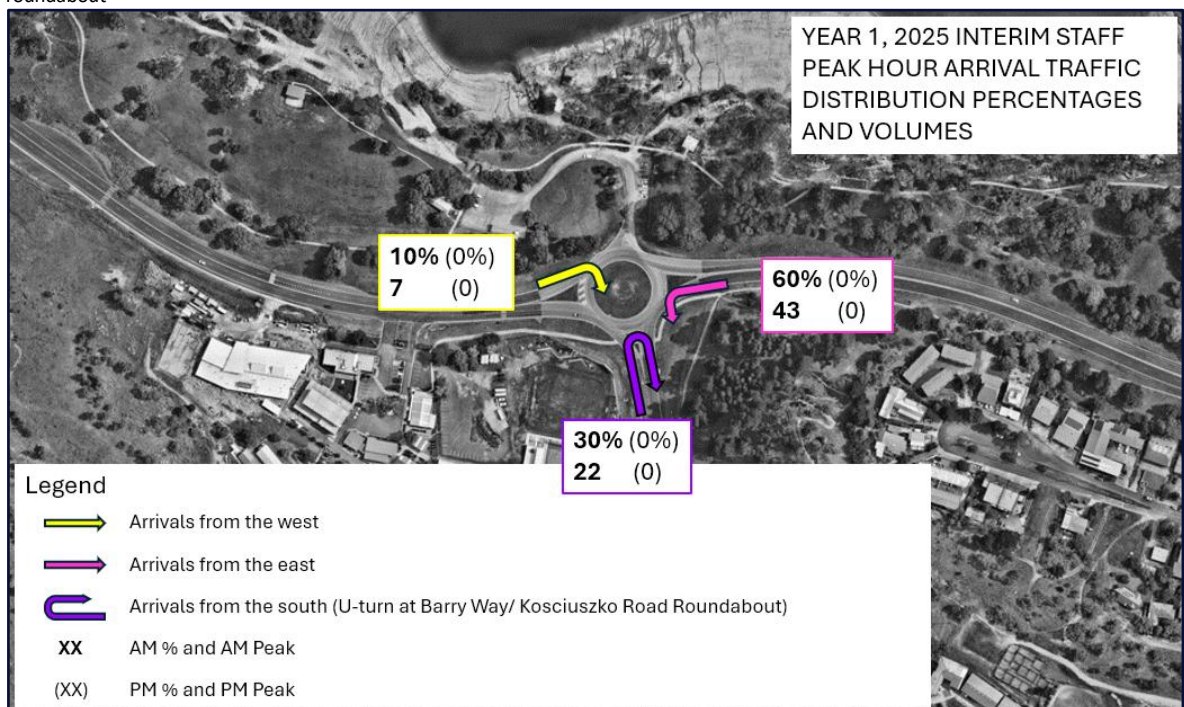 roundabout
YEAR 1, 2025 INTERIM STAFF
PEAK HOUR ARRIVAL TRAFFIC
DISTRIBUTION PERCENTAGES
AND VOLUMES
10% (0%)
7 (0)
60% (0%)
43 (0)
30% (0%)
22 (0)
Legend
Arrivals from the west
Arrivals from the east
Arrivals from the south (U-turn at Barry Way/ Kosciuszko Road Roundabout)
XX AM % and AM Peak
(XX) PM % and PM Peak